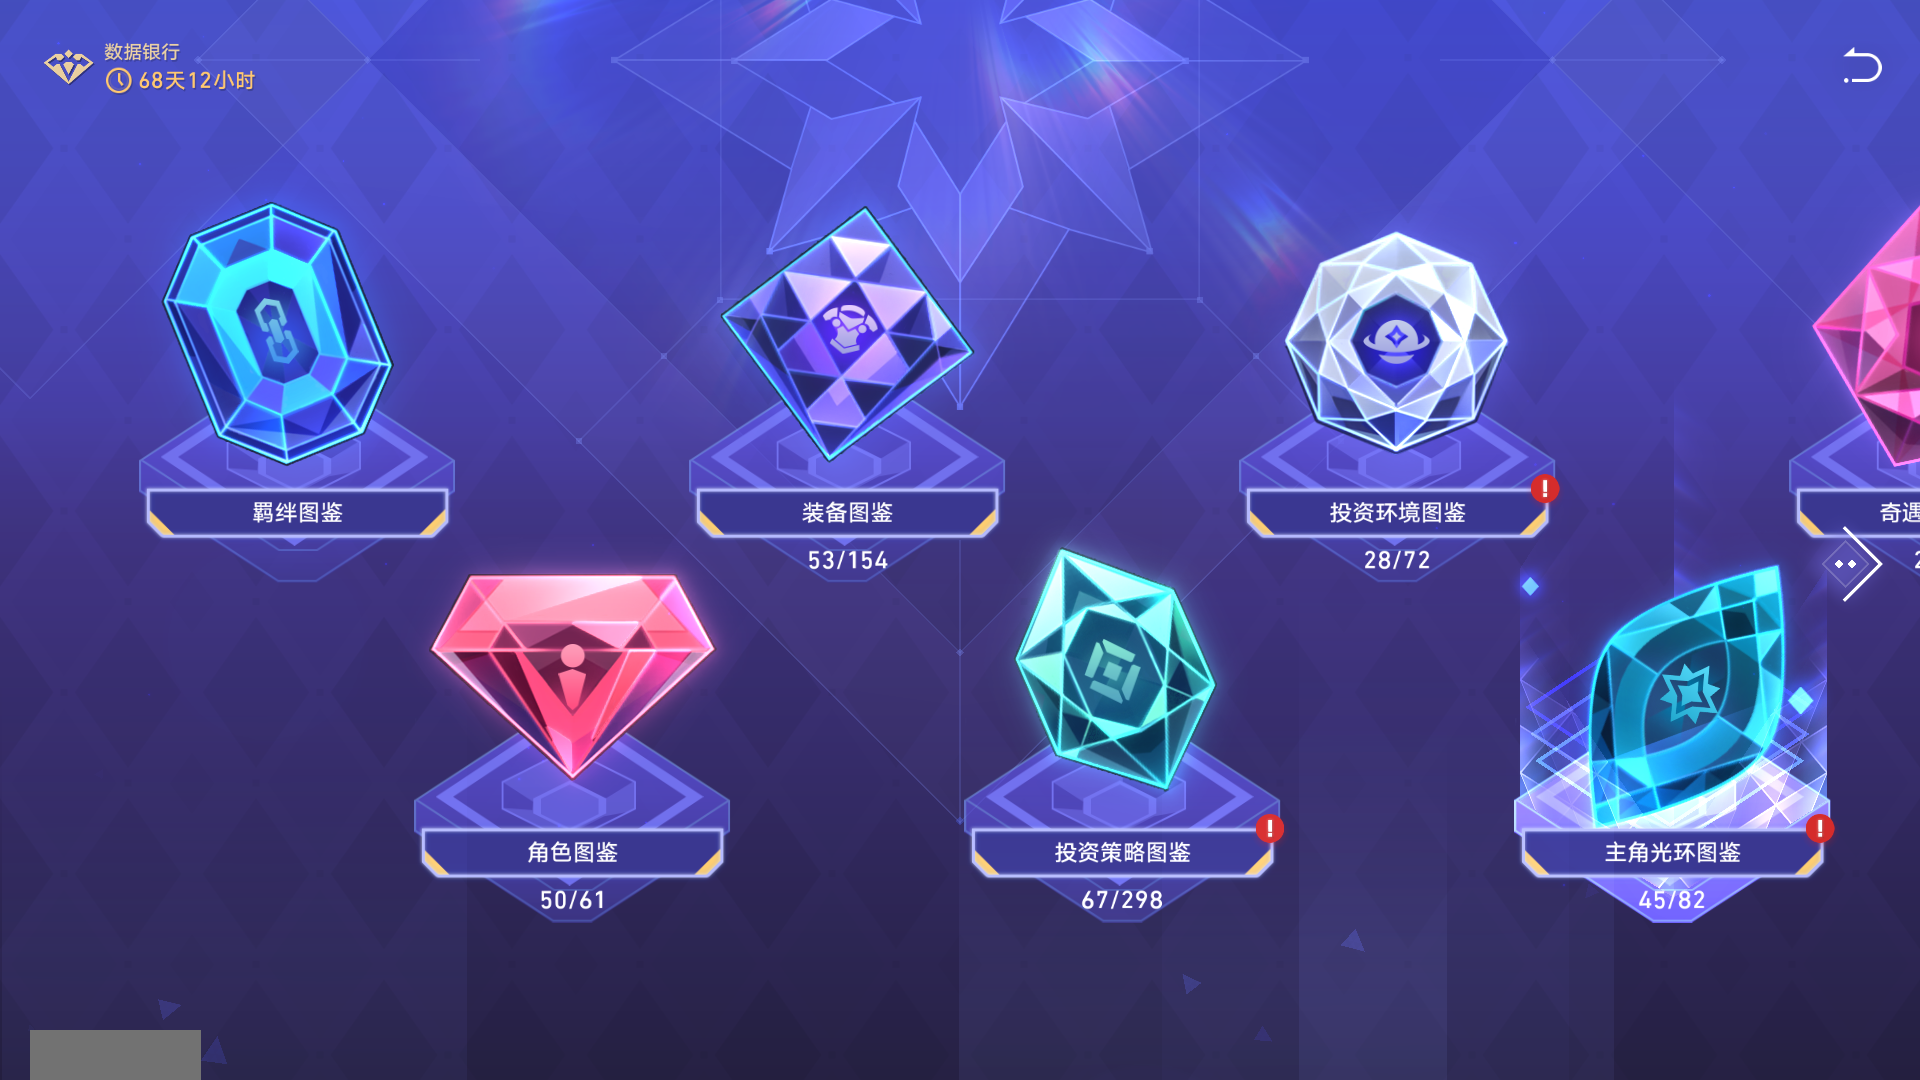 数据银行
68天12小时
羁绊图鉴
装备图鉴
53/154
投资环境图鉴
28/72
奇遇
角色图鉴
50/61
投资策略图鉴
67/298
主角光环图鉴
45/82